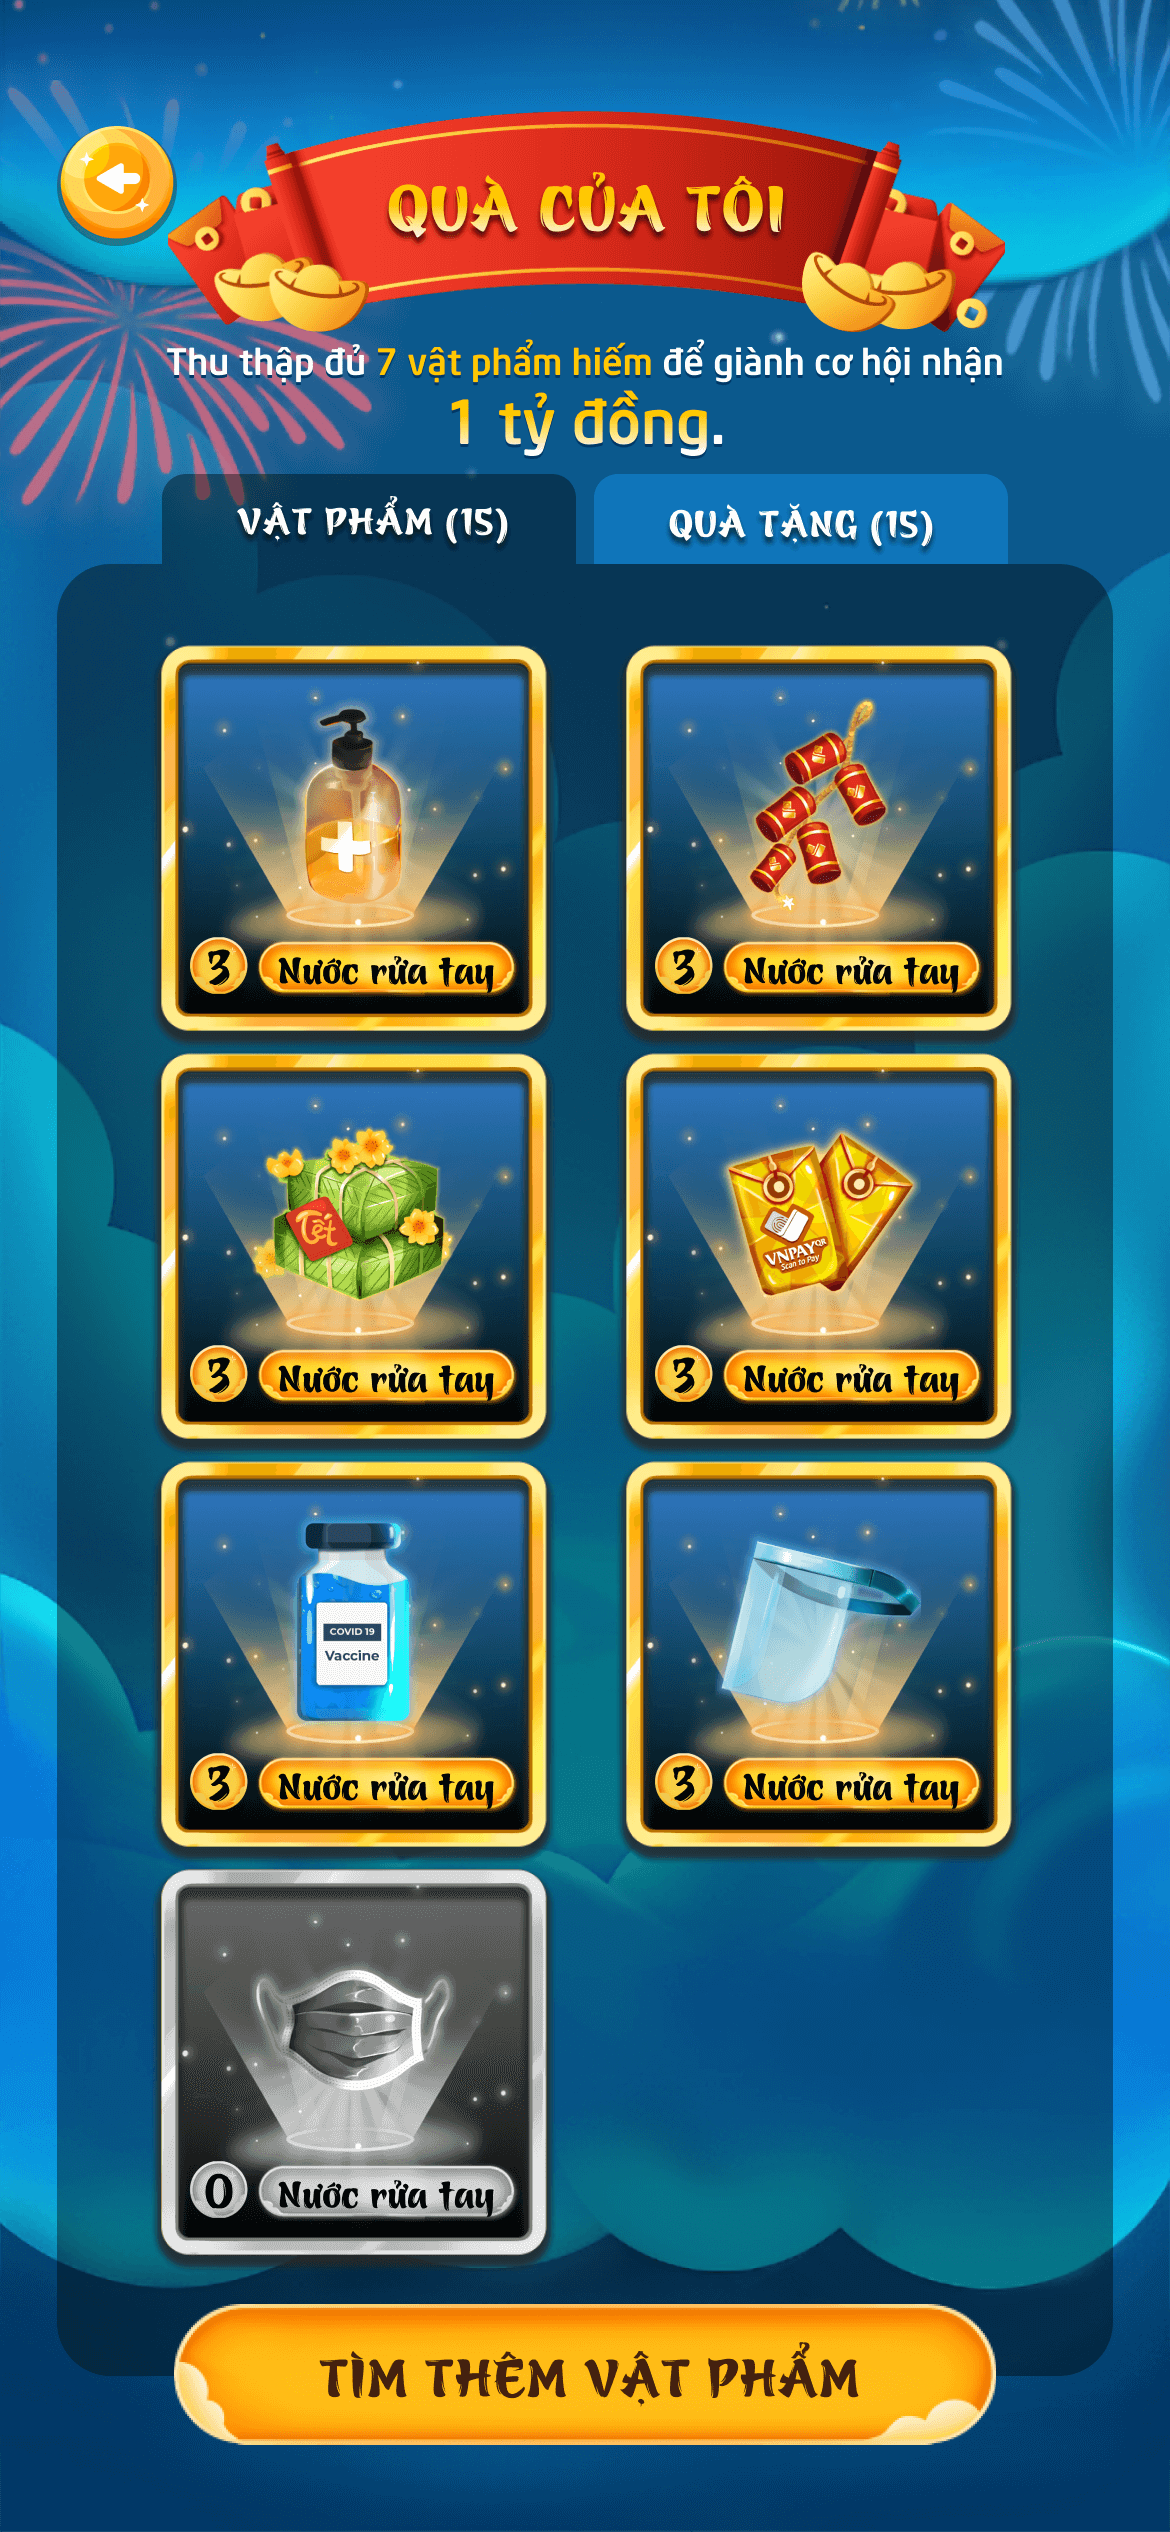 QUÀ CỦA TÔI
Thu thập đủ 7 vật phẩm hiếm để giành cơ hội nhận
1 tỷ đồng.
VẬT PHẨM (15)
QUÀ TẶNG (15)
3 Nước rửa tay
3 Nước rửa tay
Tết
3 Nước rửa tay
VNPAYQR
Scan to Pay
3 Nước rửa tay
COVID 19
Vaccine
3 Nước rửa tay
3 Nước rửa tay
0 Nước rửa tay
TÌM THÊM VẬT PHẨM